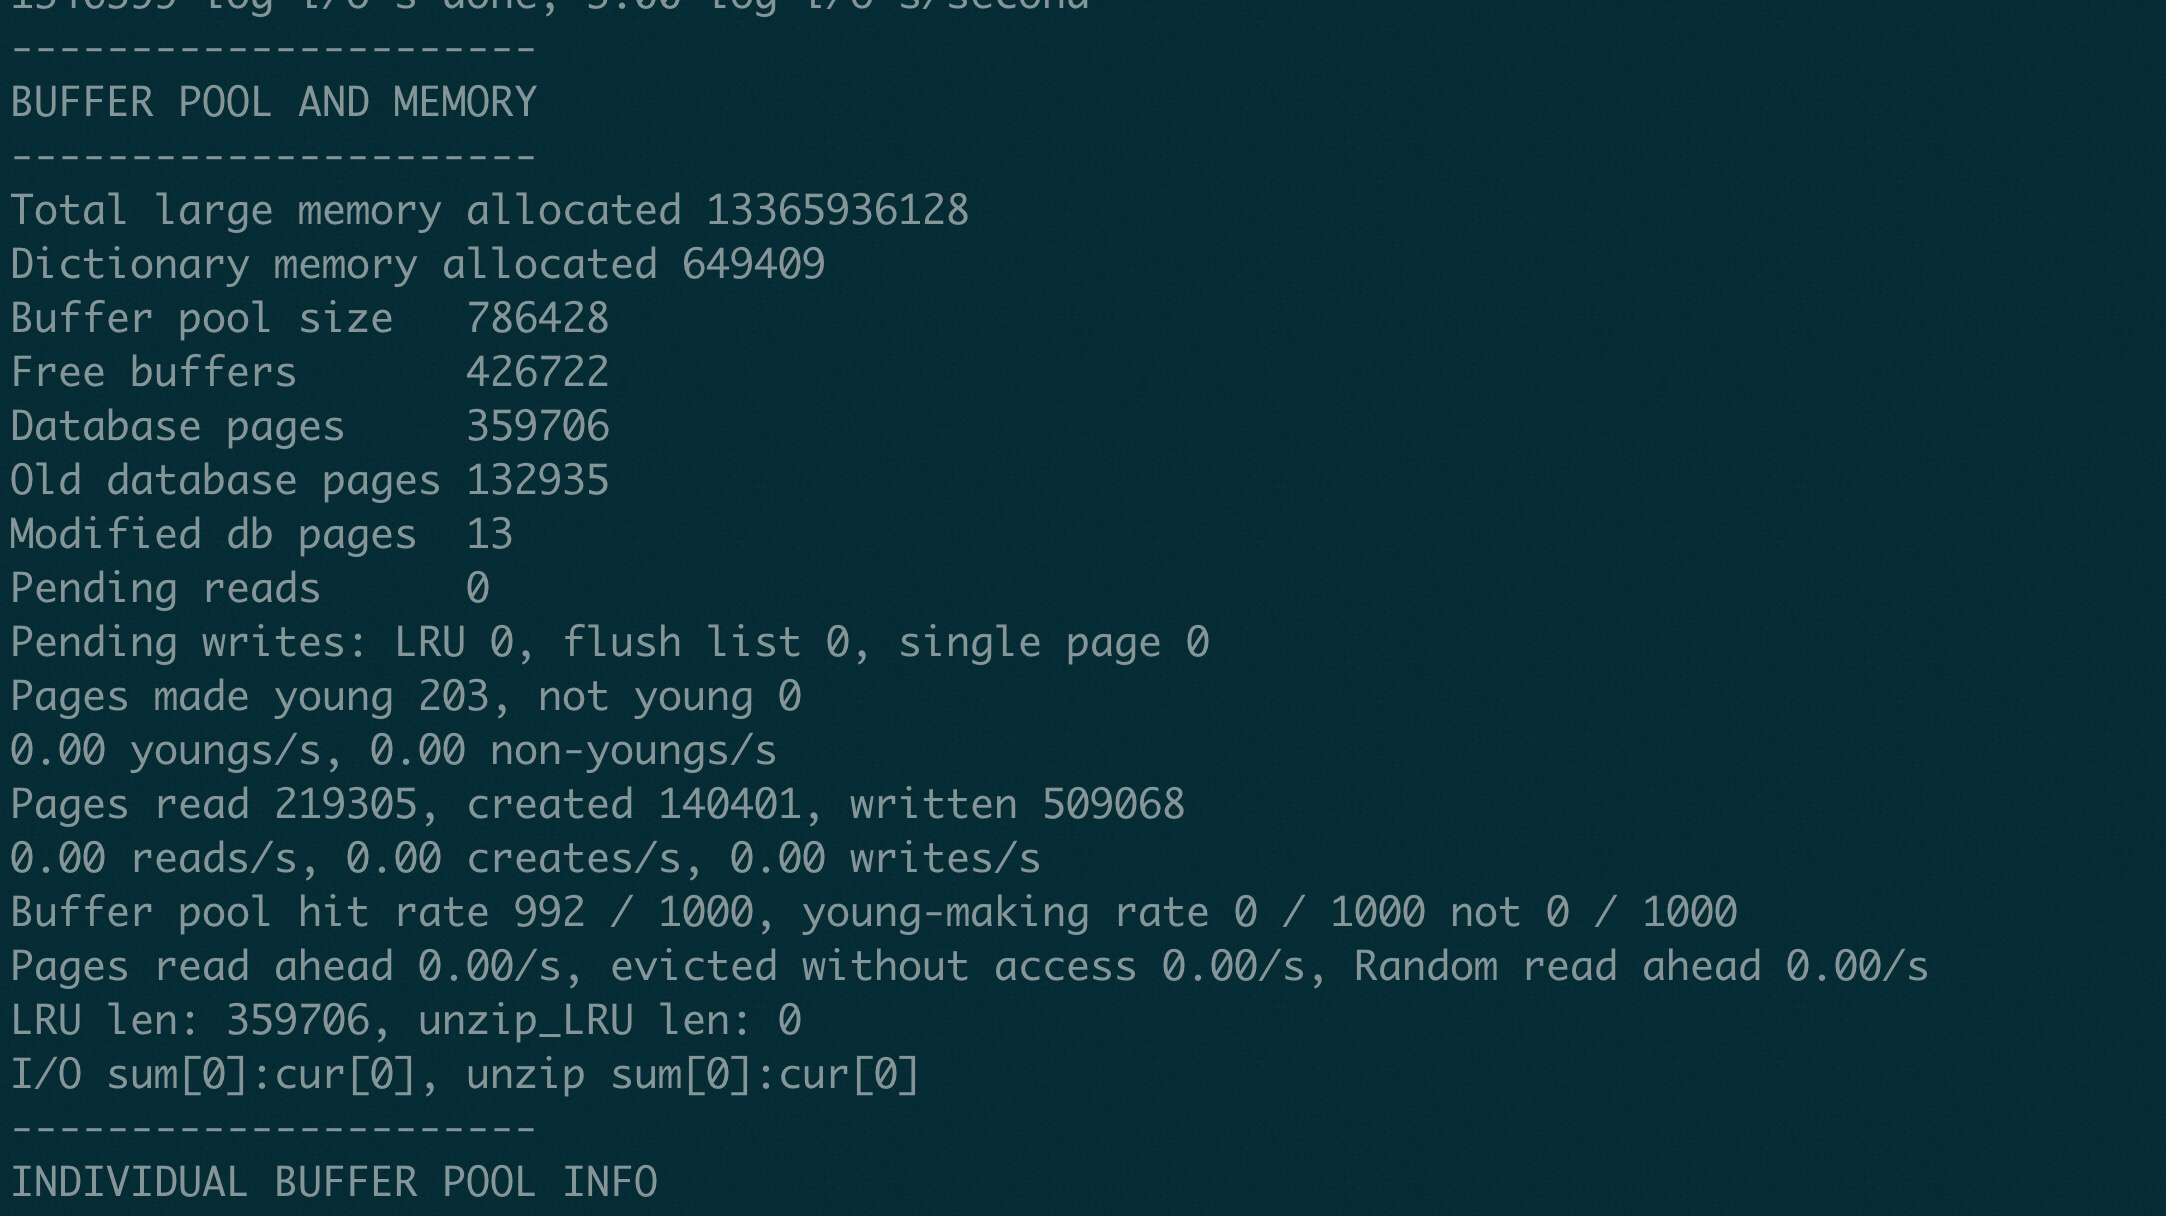 1546399 log i/o's done, 5.00 log i/o's/second
----------------------
BUFFER POOL AND MEMORY
----------------------
Total large memory allocated 13365936128
Dictionary memory allocated 649409
Buffer pool size   786428
Free buffers       426722
Database pages     359706
Old database pages 132935
Modified db pages  13
Pending reads      0
Pending writes: LRU 0, flush list 0, single page 0
Pages made young 203, not young 0
0.00 youngs/s, 0.00 non-youngs/s
Pages read 219305, created 140401, written 509068
0.00 reads/s, 0.00 creates/s, 0.00 writes/s
Buffer pool hit rate 992 / 1000, young-making rate 0 / 1000 not 0 / 1000
Pages read ahead 0.00/s, evicted without access 0.00/s, Random read ahead 0.00/s
LRU len: 359706, unzip_LRU len: 0
I/O sum[0]:cur[0], unzip sum[0]:cur[0]
----------------------
INDIVIDUAL BUFFER POOL INFO